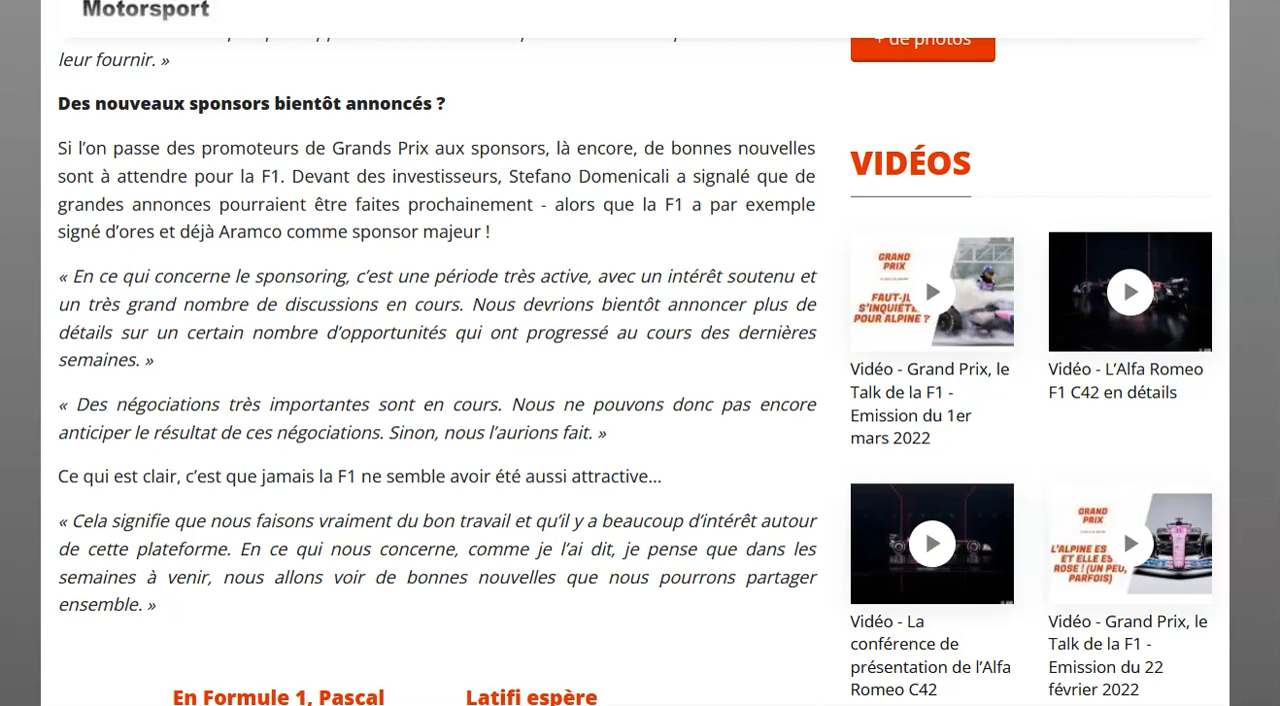 Motorsport
leur fournir. »
Des nouveaux sponsors bientôt annoncés ?
Si l’on passe des promoteurs de Grands Prix aux sponsors, là encore, de bonnes nouvelles
sont à attendre pour la F1. Devant des investisseurs, Stefano Domenicali a signalé que de
grandes annonces pourraient être faites prochainement - alors que la F1 a par exemple
signé d’ores et déjà Aramco comme sponsor majeur !
« En ce qui concerne le sponsoring, c’est une période très active, avec un intérêt soutenu et
un très grand nombre de discussions en cours. Nous devrions bientôt annoncer plus de
détails sur un certain nombre d’opportunités qui ont progressé au cours des dernières
semaines. »
« Des négociations très importantes sont en cours. Nous ne pouvons donc pas encore
anticiper le résultat de ces négociations. Sinon, nous l’aurions fait. »
Ce qui est clair, c’est que jamais la F1 ne semble avoir été aussi attractive…
« Cela signifie que nous faisons vraiment du bon travail et qu’il y a beaucoup d’intérêt autour
de cette plateforme. En ce qui nous concerne, comme je l’ai dit, je pense que dans les
semaines à venir, nous allons voir de bonnes nouvelles que nous pourrons partager
ensemble. »
En Formule 1, Pascal
Latifi espère
+ de photos
VIDÉOS
GRAND
PRIX
FAUT-IL
S'INQUIÉTER
POUR ALPINE ?
Vidéo - Grand Prix, le
Talk de la F1 -
Emission du 1er
mars 2022
Vidéo - L’Alfa Romeo
F1 C42 en détails
Vidéo - La
conférence de
présentation de l’Alfa
Romeo C42
GRAND
PRIX
L'ALPINE ES
ET ELLE ES
ROSE ! (UN PEU,
PARFOIS)
Vidéo - Grand Prix, le
Talk de la F1 -
Emission du 22
février 2022